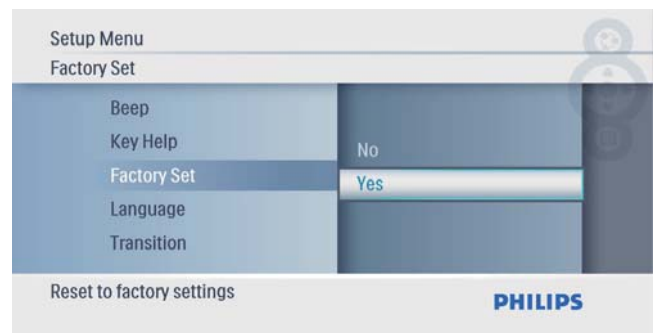 Setup Menu
Factory Set
Beep
Key Help
Factory Set
Language
Transition
No
Yes
Reset to factory settings
PHILIPS